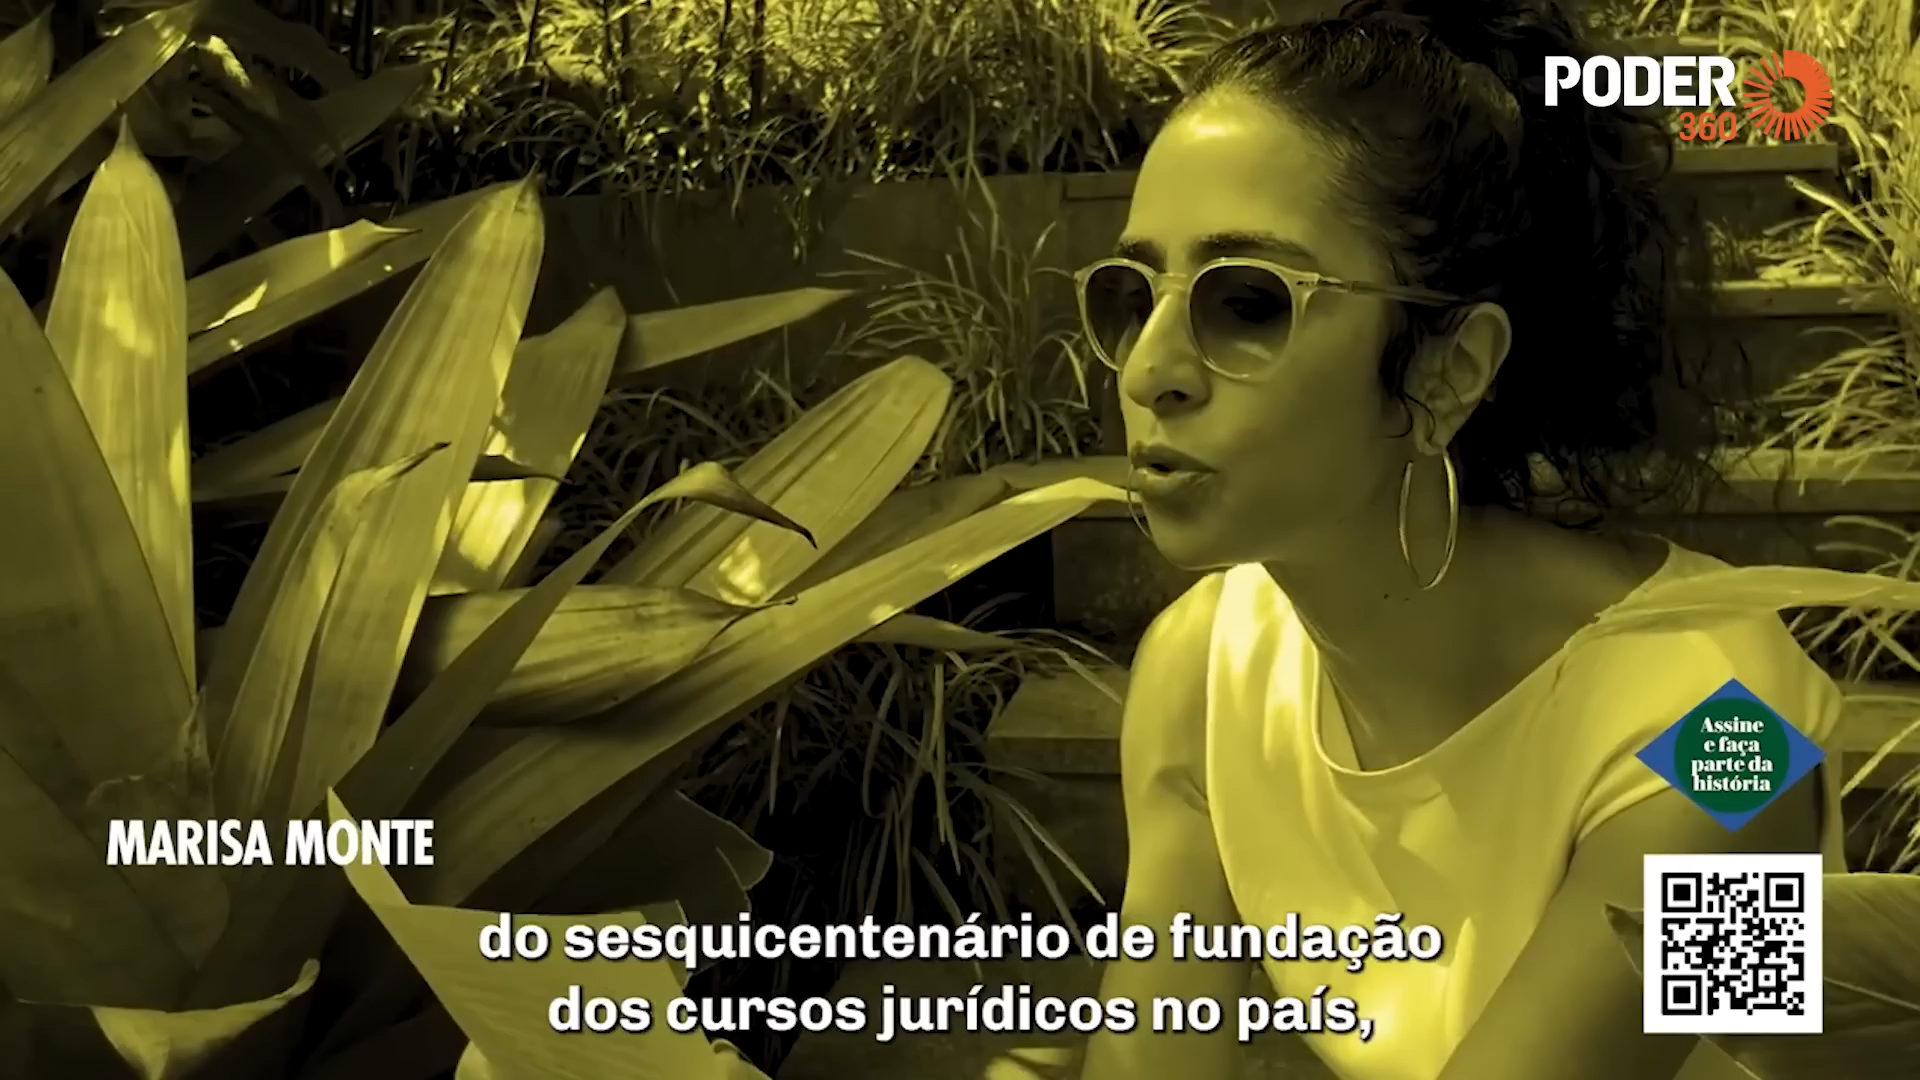 PODER
360
Assine
e faça
parte da
história
MARISA MONTE
do sesquicentenário de fundação
dos cursos jurídicos no país,